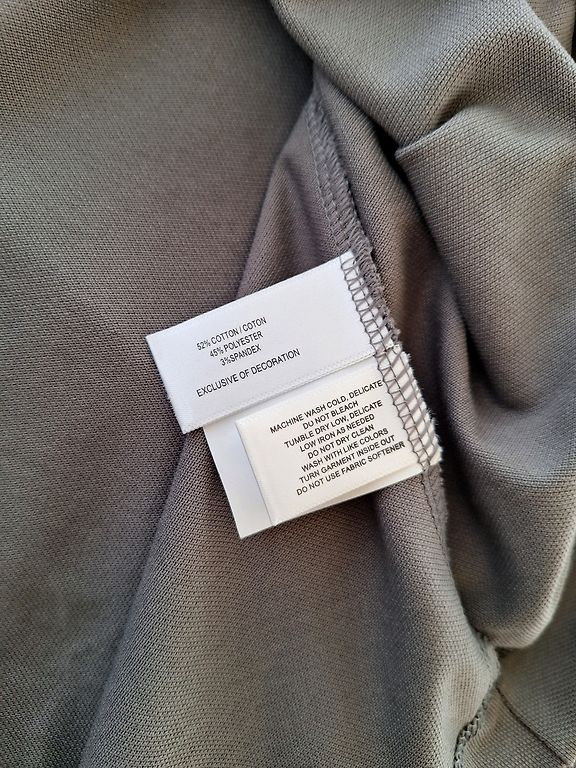 52% COTTON / COTON
45% POLYESTER
3%SPANDEX
EXCLUSIVE OF DECORATION
MACHINE WASH COLD, DELICATE
DO NOT BLEACH
TUMBLE DRY LOW, DELICATE
LOW IRON AS NEEDED
DO NOT DRY CLEAN
WASH WITH LIKE COLORS
TURN GARMENT INSIDE OUT
DO NOT USE FABRIC SOFTENER